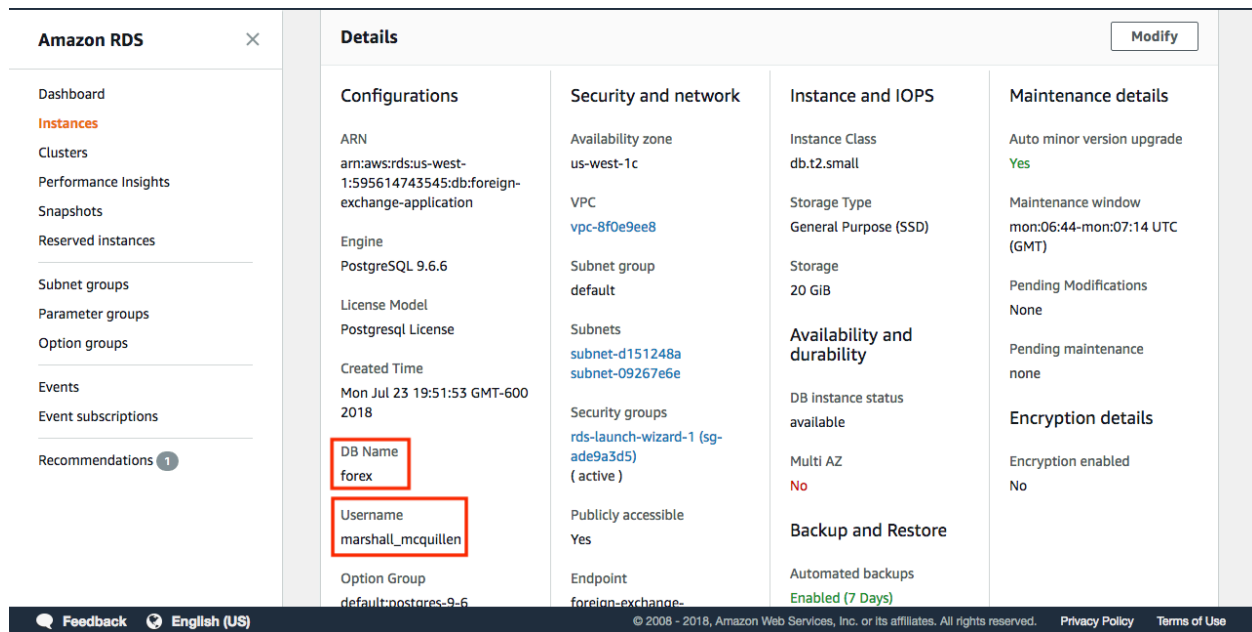 Amazon RDS
Dashboard
Instances
Clusters
Performance Insights
Snapshots
Reserved instances
Subnet groups
Parameter groups
Option groups
Events
Event subscriptions
Recommendations 1
Details
Modify
Configurations
ARN
arn:aws:rds:us-west-
1:595614743545:db:foreign-
exchange-application
Engine
PostgreSQL 9.6.6
License Model
Postgresql License
Created Time
Mon Jul 23 19:51:53 GMT-600
2018
DB Name
forex
Username
marshall_mcquillen
Option Group
default:postgres-9-6
Security and network
Availability zone
us-west-1c
VPC
vpc-8f0e9ee8
Subnet group
default
Subnets
subnet-d151248a
subnet-09267e6e
Security groups
rds-launch-wizard-1 (sg-
ade9a3d5)
( active )
Publicly accessible
Yes
Endpoint
foreign-exchange-
Instance and IOPS
Instance Class
db.t2.small
Storage Type
General Purpose (SSD)
Storage
20 GiB
Availability and
durability
DB instance status
available
Multi AZ
No
Backup and Restore
Automated backups
Enabled (7 Days)
Maintenance details
Auto minor version upgrade
Yes
Maintenance window
mon:06:44-mon:07:14 UTC
(GMT)
Pending Modifications
None
Pending maintenance
none
Encryption details
Encryption enabled
No
Feedback English (US)
© 2008 - 2018, Amazon Web Services, Inc. or its affiliates. All rights reserved. Privacy Policy Terms of Use